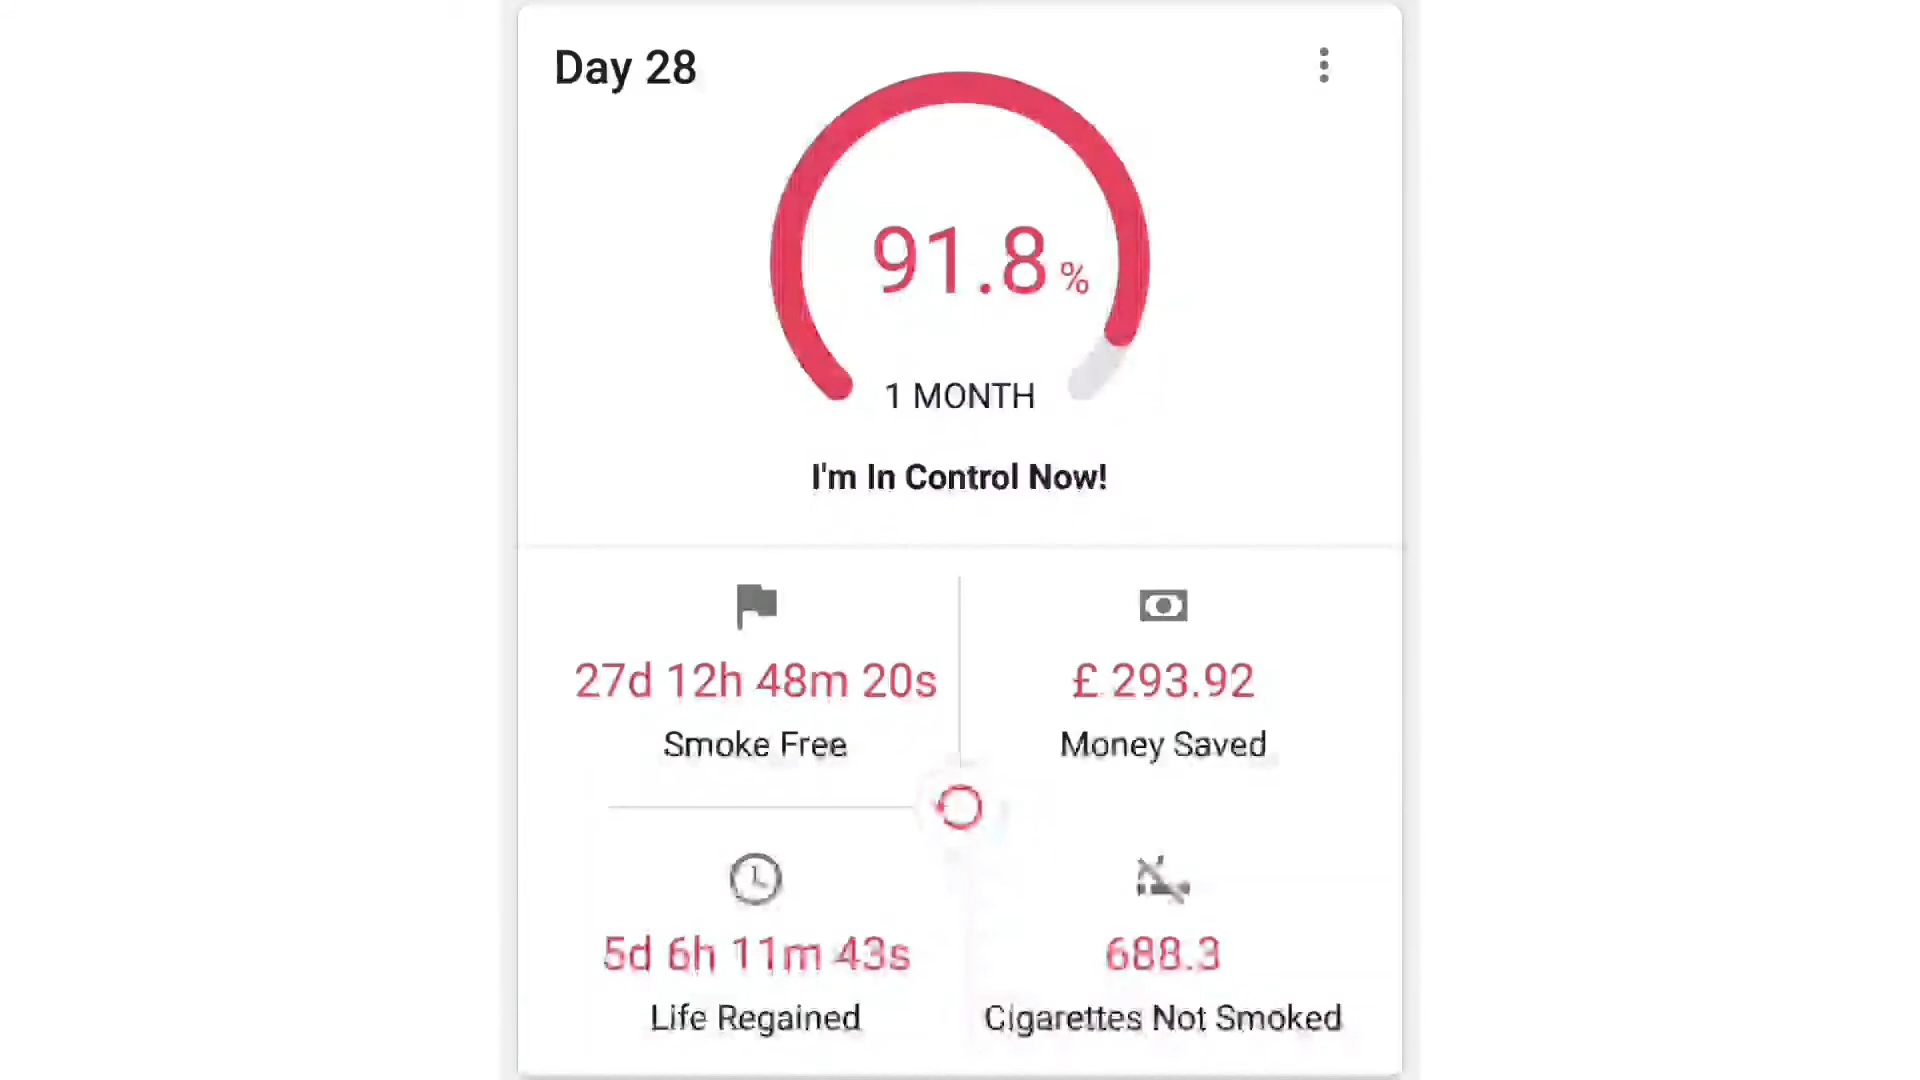 Day 28
91.8 %
1 MONTH
I'm In Control Now!
27d 12h 48m 20s
Smoke Free
£ 293.92
Money Saved
5d 6h 11m 43s
Life Regained
688.3
Cigarettes Not Smoked